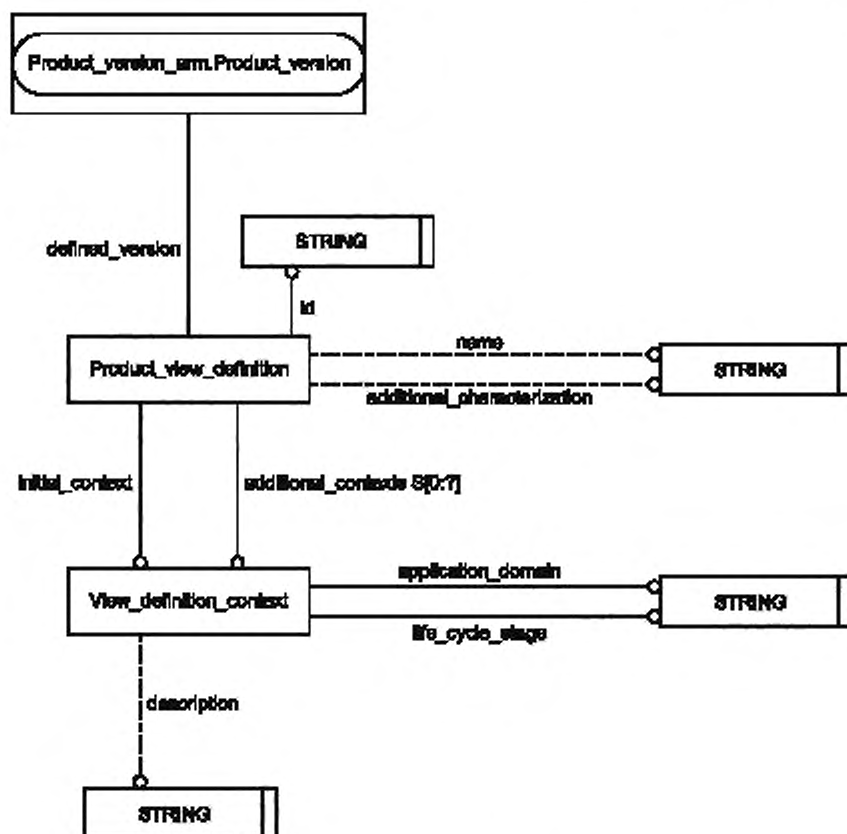 Product_version_arm.Product_version
defined_version
STRING
id
Product_view_definition
name
STRING
additional_characterization
initial_context
additional_contexts S[0:?]
View_definition_context
application_domain
STRING
life_cycle_stage
description
STRING